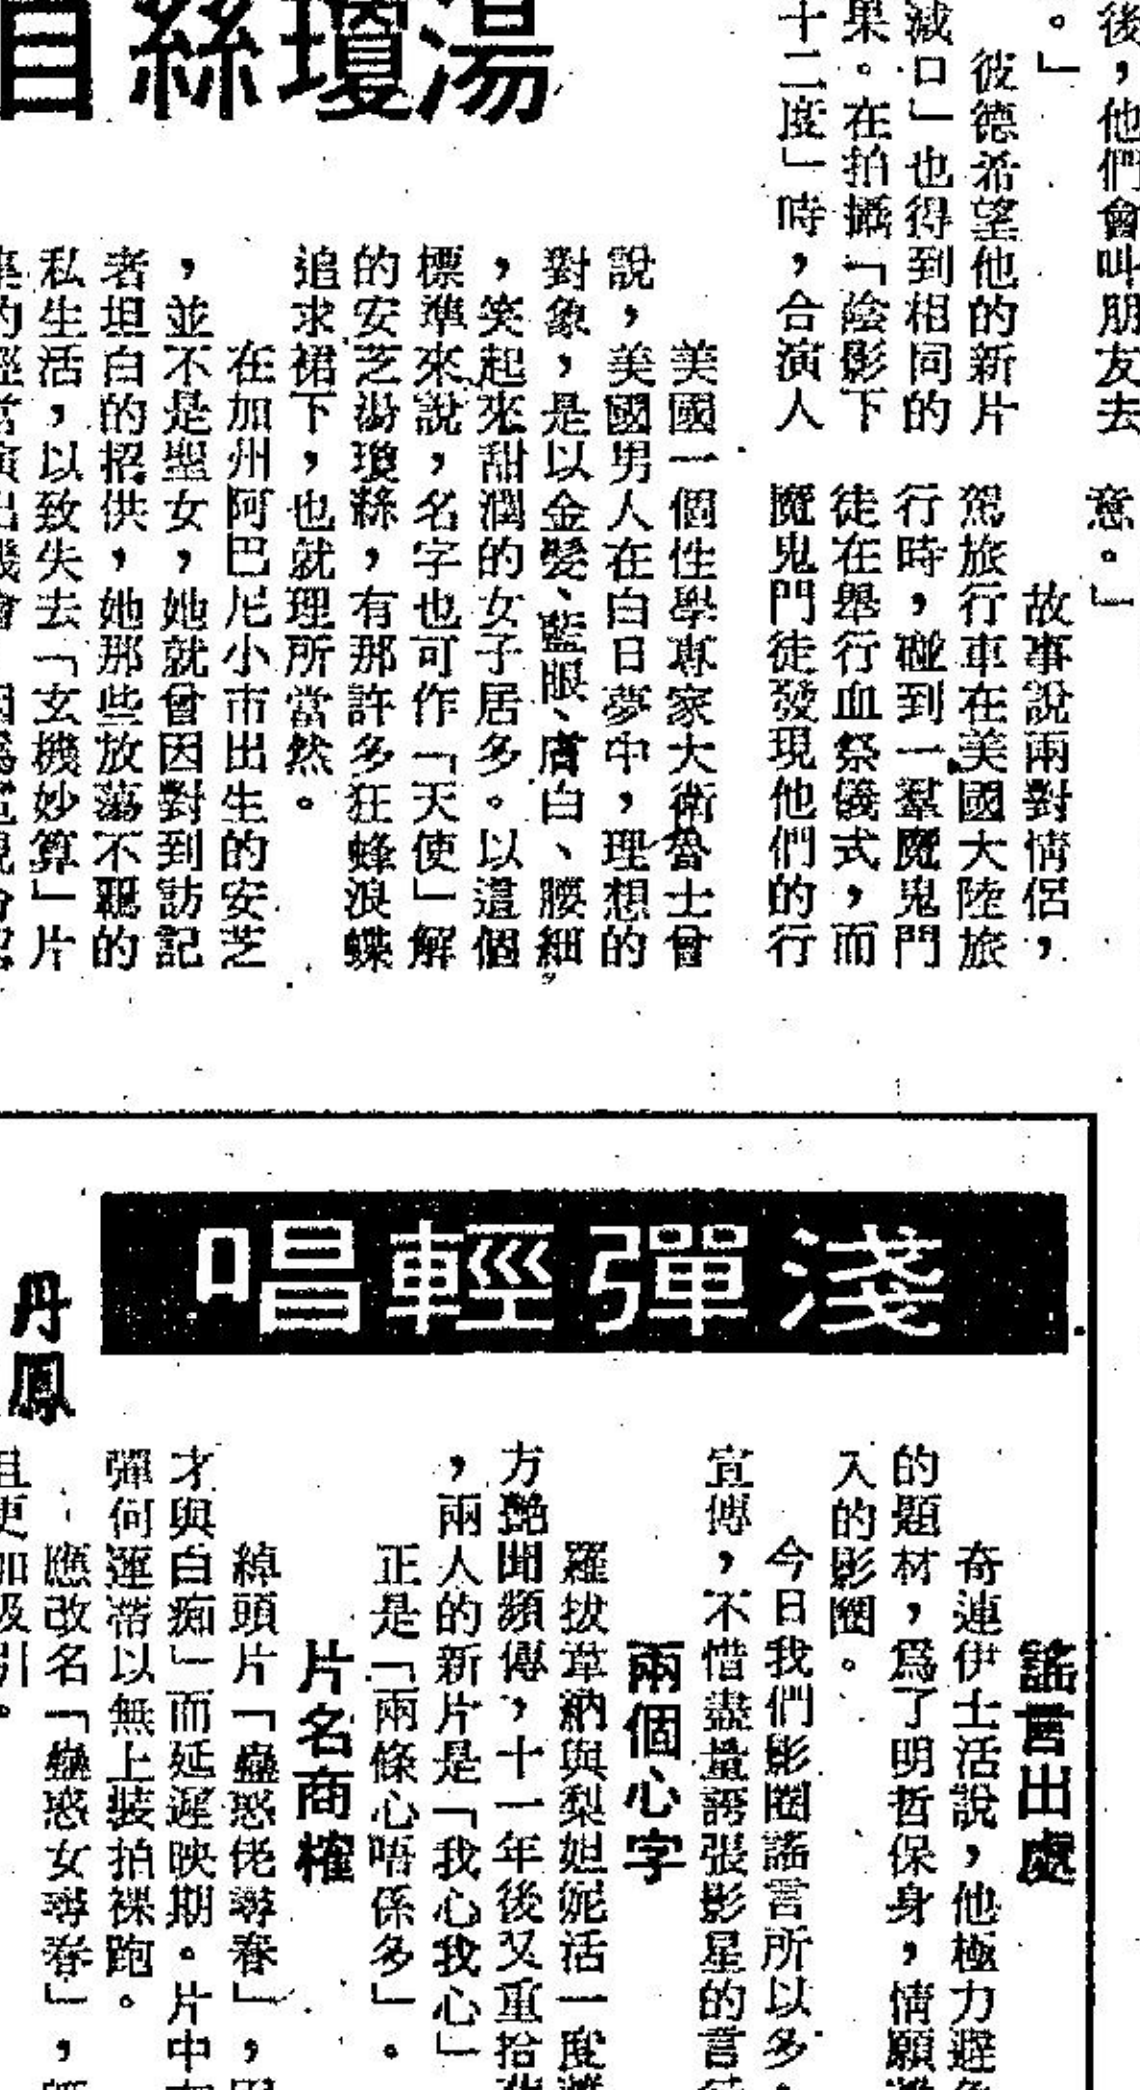 後，他們會叫朋友去
。」
彼德希望他的新片
滅口」也得到相同的
果。在拍攝「陰影下
十二度」時，合演人
意。」
故事說兩對情侶，
駕旅行車在美國大陸旅
行時，碰到一羣魔鬼門
徒在舉行血祭儀式，而
魔鬼門徒發現他們的行
湯瓊絲自
美國一個性學專家大衛魯士曾
說，美國男人在白日夢中，理想的
對象，是以金髮、藍眼、膚白、腰細
，笑起來甜潤的女子居多。以這個
標準來說，名字也可作「天使」解
的安芝湯瓊絲，有那許多狂蜂浪蝶
追求裙下，也就理所當然。
在加州阿巴尼小市出生的安芝
，並不是聖女，她就曾因對到訪記
者坦白的招供，她那些放蕩不羈的
私生活，以致失去「玄機妙算」片
淺彈輕唱
丹鳳
謠言出處
奇連伊士活說，他極力避
的題材，爲了明哲保身，情願
入的影圈。
今日我們影圈謠言所以多，
宣傳，不惜盡量誇張影星的言
兩個心字
羅拔韋納與梨妲妮活一度
方艷聞頻傳，十一年後又重拾
，兩人的新片是「我心我心」
正是「兩條心唔係多」。
片名商榷
綽頭片「蠱惑佬尋春」，
才與白痴」而延遲映期。片中
彈何運蒂以無上裝拍裸跑。
應改名「蠱惑女尋春」，
且更加吸引。